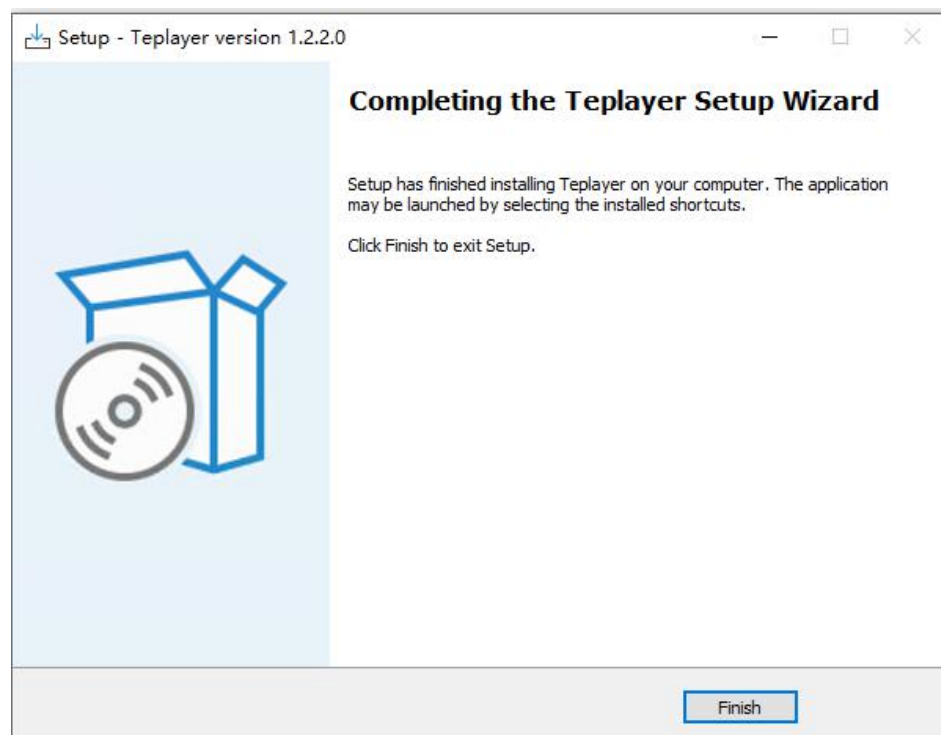 Setup - Teplayer version 1.2.2.0
Completing the Teplayer Setup Wizard
Setup has finished installing Teplayer on your computer. The application
may be launched by selecting the installed shortcuts.
Click Finish to exit Setup.
Finish